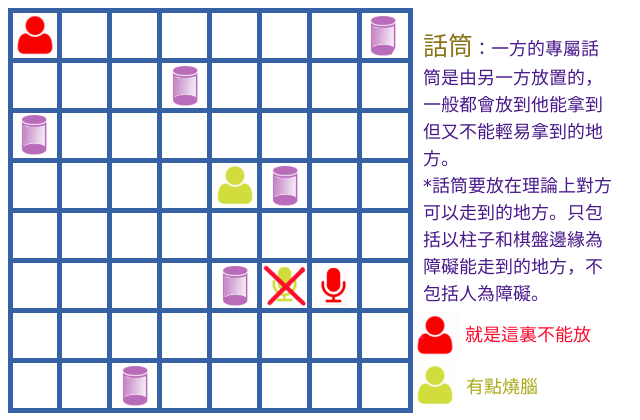 話筒：一方的專屬話
筒是由另一方放置的，
一般都會放到他能拿到
但又不能輕易拿到的地
方。
*話筒要放在理論上對方
可以走到的地方。只包
括以柱子和棋盤邊緣為
障礙能走到的地方，不
包括人為障礙。
就是這裏不能放
有點燒腦